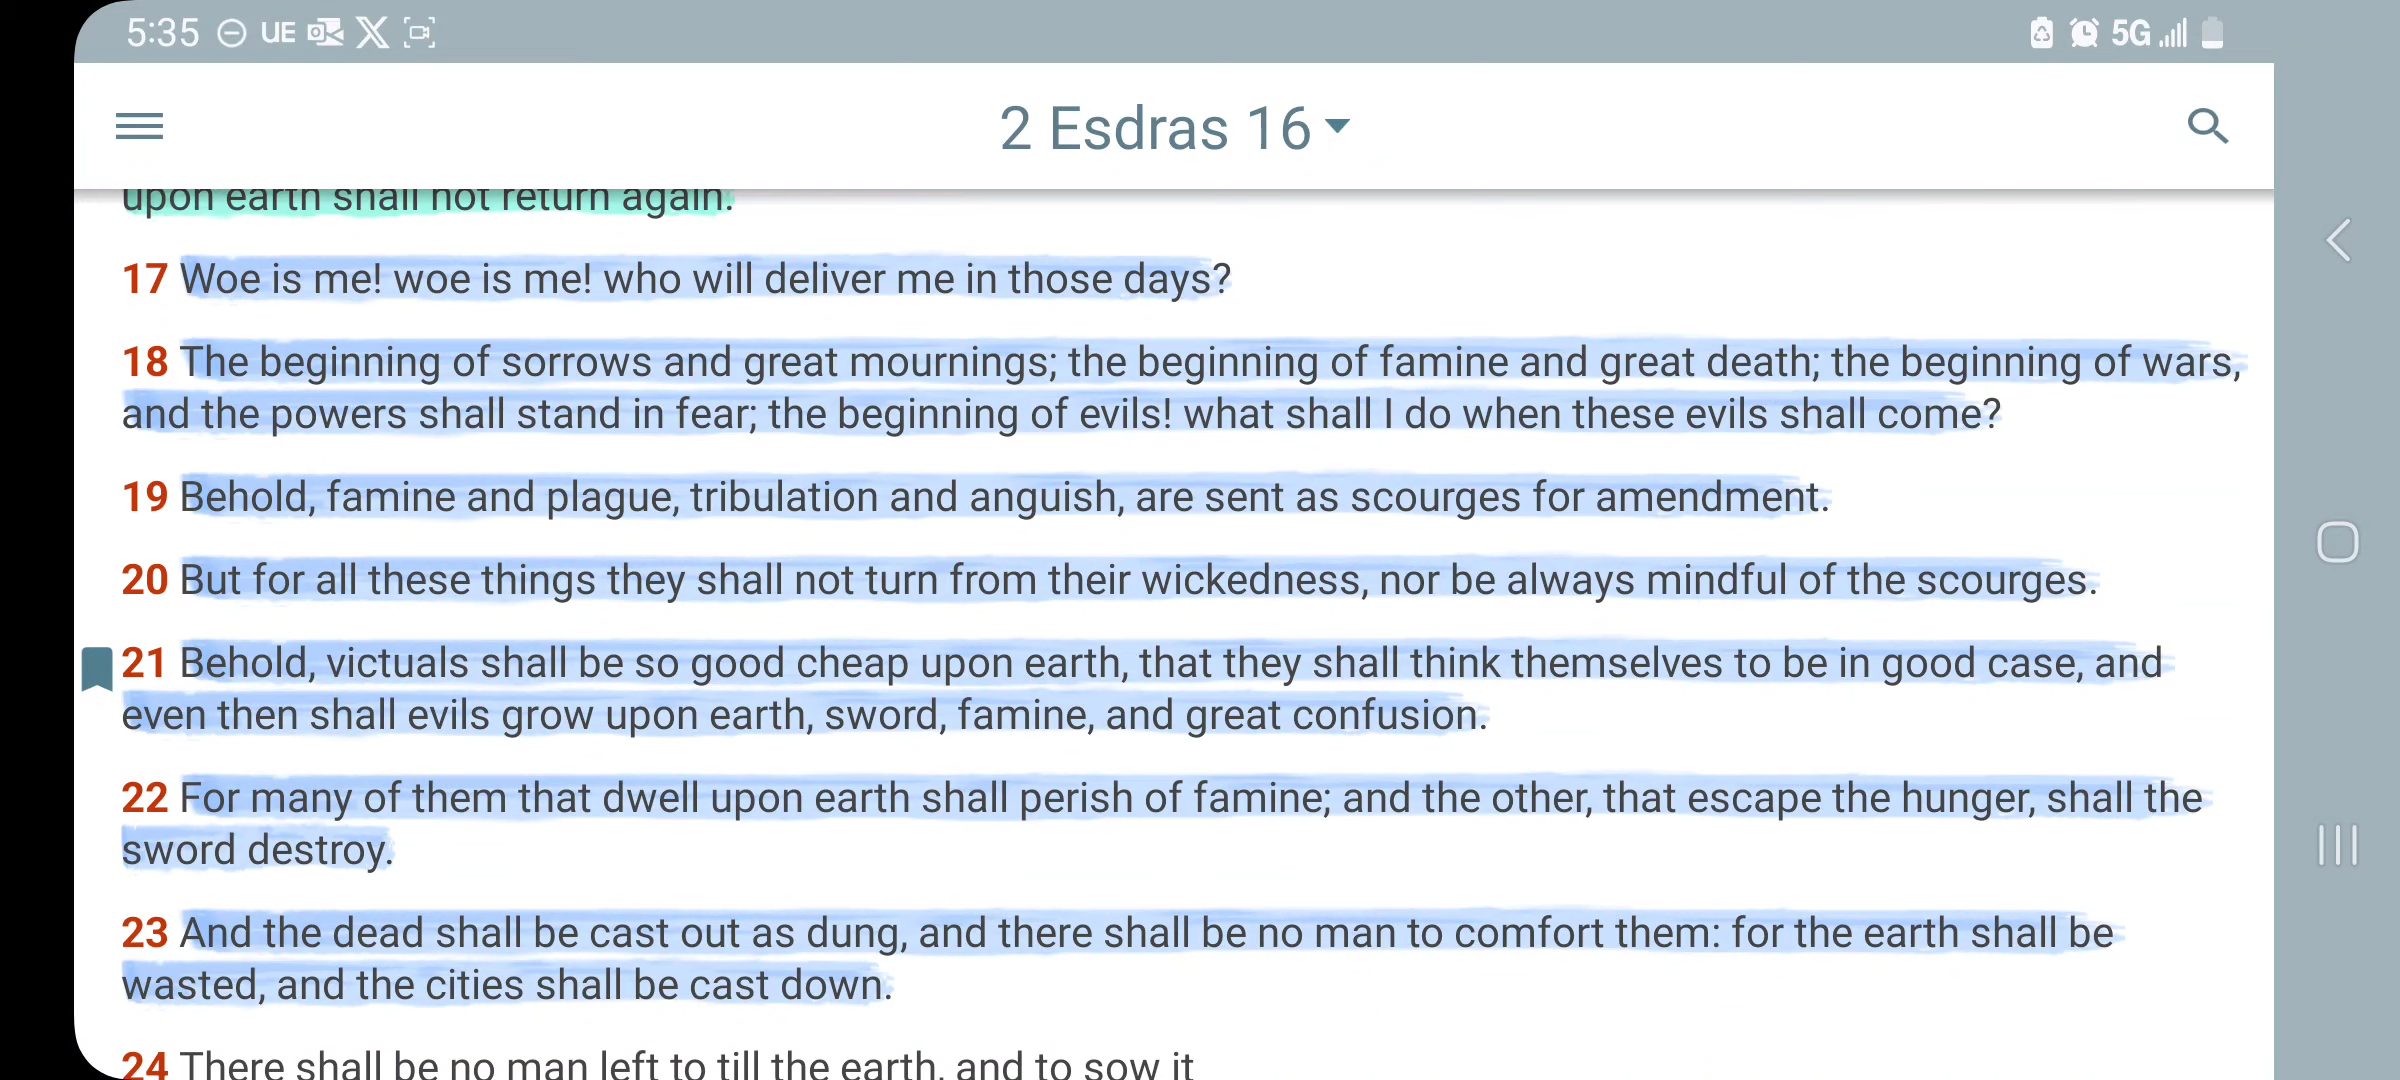 5:35 UE 5G
2 Esdras 16
upon earth shall not return again.
17 Woe is me! woe is me! who will deliver me in those days?
18 The beginning of sorrows and great mournings; the beginning of famine and great death; the beginning of wars,
and the powers shall stand in fear; the beginning of evils! what shall I do when these evils shall come?
19 Behold, famine and plague, tribulation and anguish, are sent as scourges for amendment.
20 But for all these things they shall not turn from their wickedness, nor be always mindful of the scourges.
21 Behold, victuals shall be so good cheap upon earth, that they shall think themselves to be in good case, and
even then shall evils grow upon earth, sword, famine, and great confusion.
22 For many of them that dwell upon earth shall perish of famine; and the other, that escape the hunger, shall the
sword destroy.
23 And the dead shall be cast out as dung, and there shall be no man to comfort them: for the earth shall be
wasted, and the cities shall be cast down.
24 There shall be no man left to till the earth, and to sow it